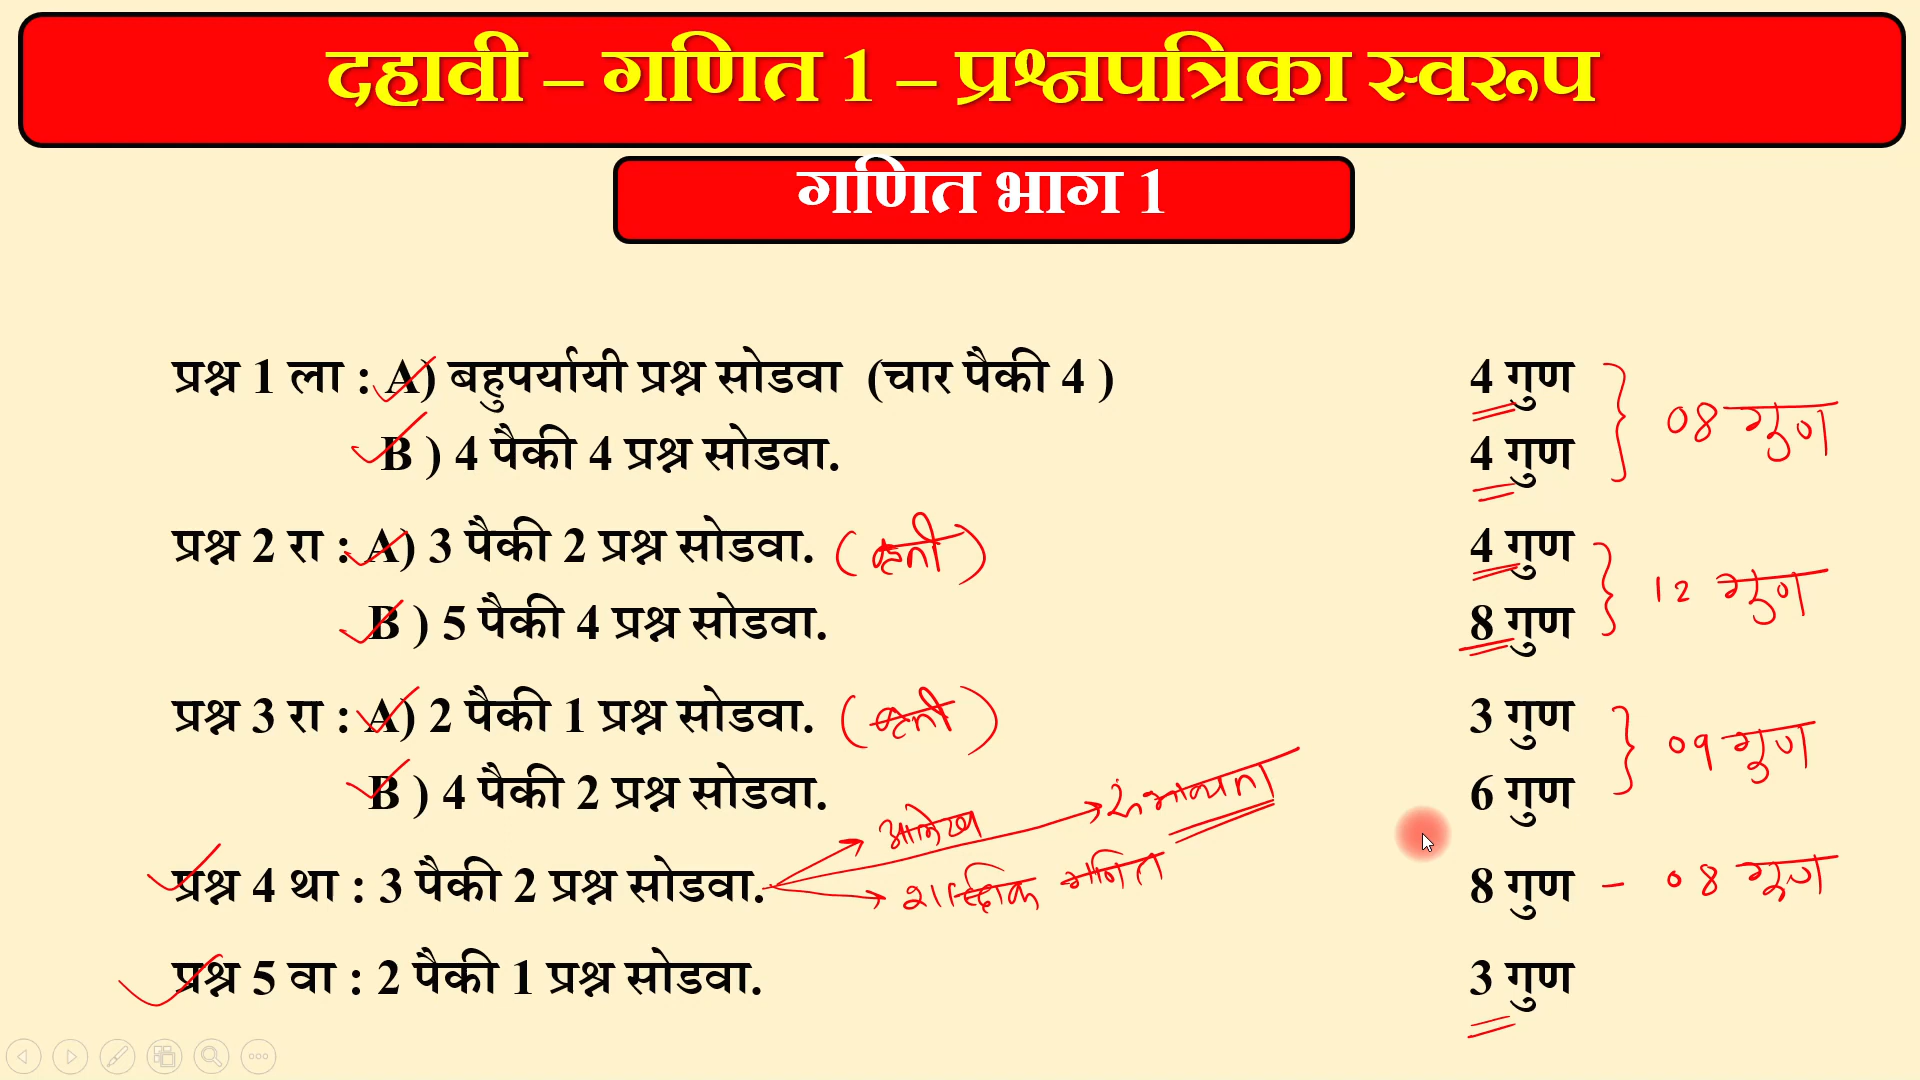 दहावी – गणित 1 – प्रश्नपत्रिका स्वरूप
गणित भाग 1
प्रश्न 1 ला : A) बहुपर्यायी प्रश्न सोडवा (चार पैकी 4 ) 4 गुण
B ) 4 पैकी 4 प्रश्न सोडवा. 4 गुण
08 गुण
प्रश्न 2 रा : A) 3 पैकी 2 प्रश्न सोडवा. (कृती) 4 गुण
B ) 5 पैकी 4 प्रश्न सोडवा. 8 गुण
12 गुण
प्रश्न 3 रा : A) 2 पैकी 1 प्रश्न सोडवा. (कृती) 3 गुण
B ) 4 पैकी 2 प्रश्न सोडवा. 6 गुण
09 गुण
आलेख
संभाव्यता
प्रश्न 4 था : 3 पैकी 2 प्रश्न सोडवा. 8 गुण – 08 गुण
शाब्दिक गणित
प्रश्न 5 वा : 2 पैकी 1 प्रश्न सोडवा. 3 गुण